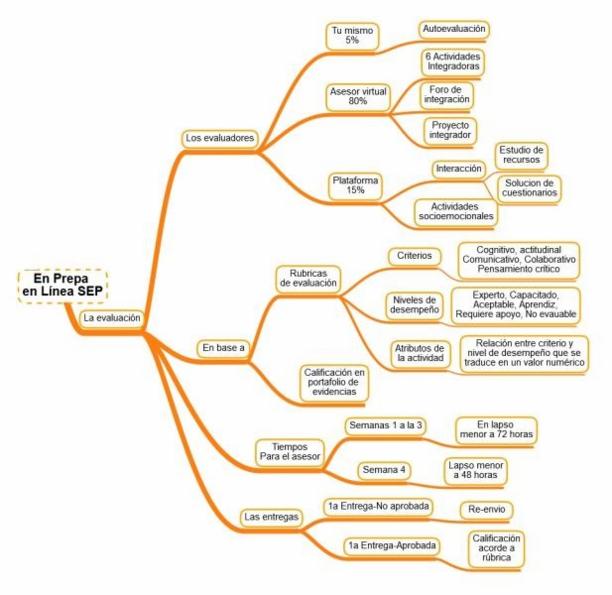 En Prepa
en Línea SEP
La evaluación
Los evaluadores
Tu mismo
5%
Autoevaluación
Asesor virtual
80%
6 Actividades
Integradoras
Foro de
integración
Proyecto
integrador
Plataforma
15%
Interacción
Estudio de
recursos
Solucion de
cuestionarios
Actividades
socioemocionales
En base a
Rubricas
de evaluación
Criterios
Cognitivo, actitudinal
Comunicativo, Colaborativo
Pensamiento crítico
Niveles de
desempeño
Experto, Capacitado,
Aceptable, Aprendiz,
Requiere apoyo, No evauable
Atributos de
la actividad
Relación entre criterio y
nivel de desempeño que se
traduce en un valor numérico
Calificación en
portafolio de
evidencias
Tiempos
Para el asesor
Semanas 1 a la 3
En lapso
menor a 72 horas
Semana 4
Lapso menor
a 48 horas
Las entregas
1a Entrega-No aprobada
Re-envio
1a Entrega-Aprobada
Calificación
acorde a
rúbrica